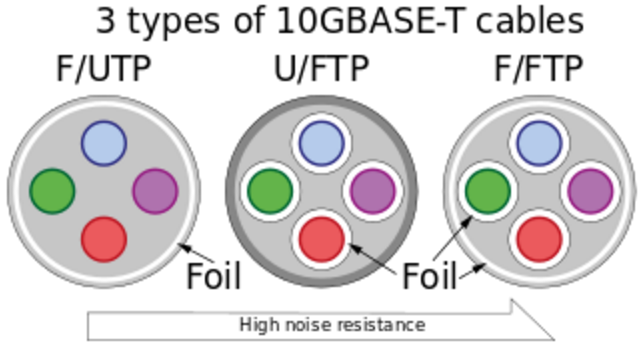 3 types of 10GBASE-T cables
F/UTP U/FTP F/FTP
Foil Foil
High noise resistance